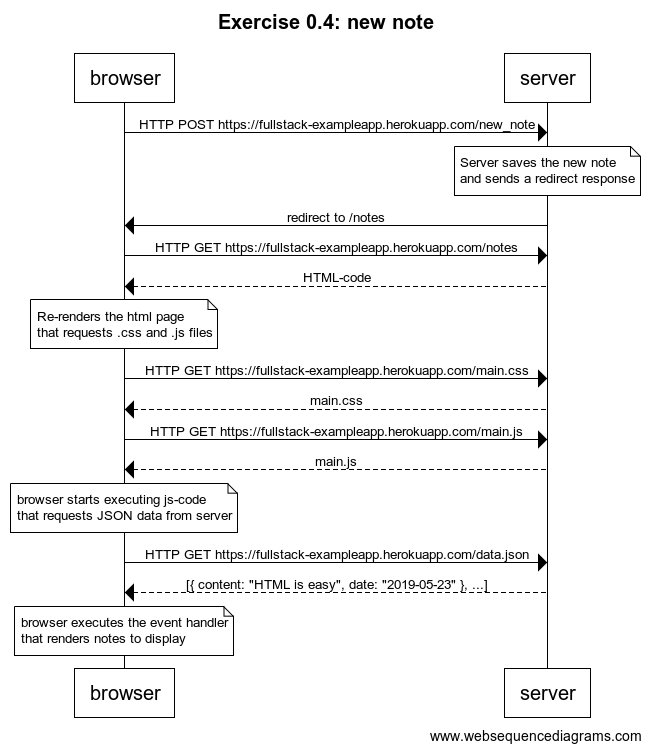 Exercise 0.4: new note
browser
server
HTTP POST https://fullstack-exampleapp.herokuapp.com/new_note
Server saves the new note
and sends a redirect response
redirect to /notes
HTTP GET https://fullstack-exampleapp.herokuapp.com/notes
HTML-code
Re-renders the html page
that requests .css and .js files
HTTP GET https://fullstack-exampleapp.herokuapp.com/main.css
main.css
HTTP GET https://fullstack-exampleapp.herokuapp.com/main.js
main.js
browser starts executing js-code
that requests JSON data from server
HTTP GET https://fullstack-exampleapp.herokuapp.com/data.json
[{ content: "HTML is easy", date: "2019-05-23" }, ...]
browser executes the event handler
that renders notes to display
browser
server
www.websequencediagrams.com